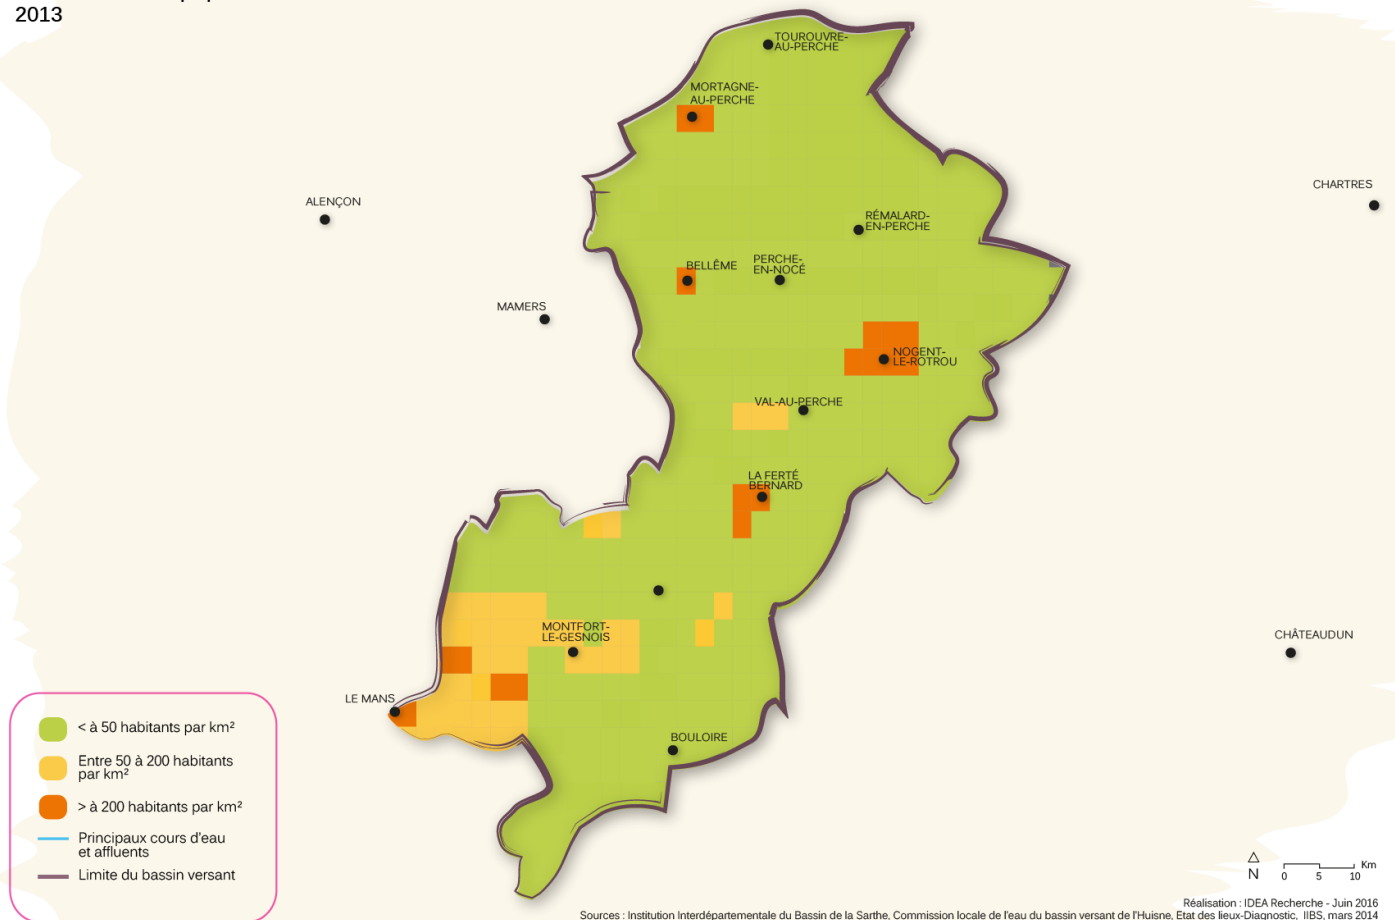 2013
TOUROUVRE-
AU-PERCHE
MORTAGNE-
AU-PERCHE
CHARTRES
ALENÇON
RÉMALARD-
EN-PERCHE
BELLÊME
PERCHE-
EN-NOCÉ
MAMERS
NOGENT-
LE-ROTROU
VAL-AU-PERCHE
LA FERTÉ
BERNARD
MONTFORT-
LE-GESNOIS
CHÂTEAUDUN
LE MANS
BOULOIRE
< à 50 habitants par km²
Entre 50 à 200 habitants
par km²
> à 200 habitants par km²
Principaux cours d'eau
et affluents
Limite du bassin versant
N
0 5 10 Km
Réalisation : IDEA Recherche - Juin 2016
Sources : Institution Interdépartementale du Bassin de la Sarthe, Commission locale de l'eau du bassin versant de l'Huisne, Etat des lieux-Diagnostic, IIBS, mars 2014